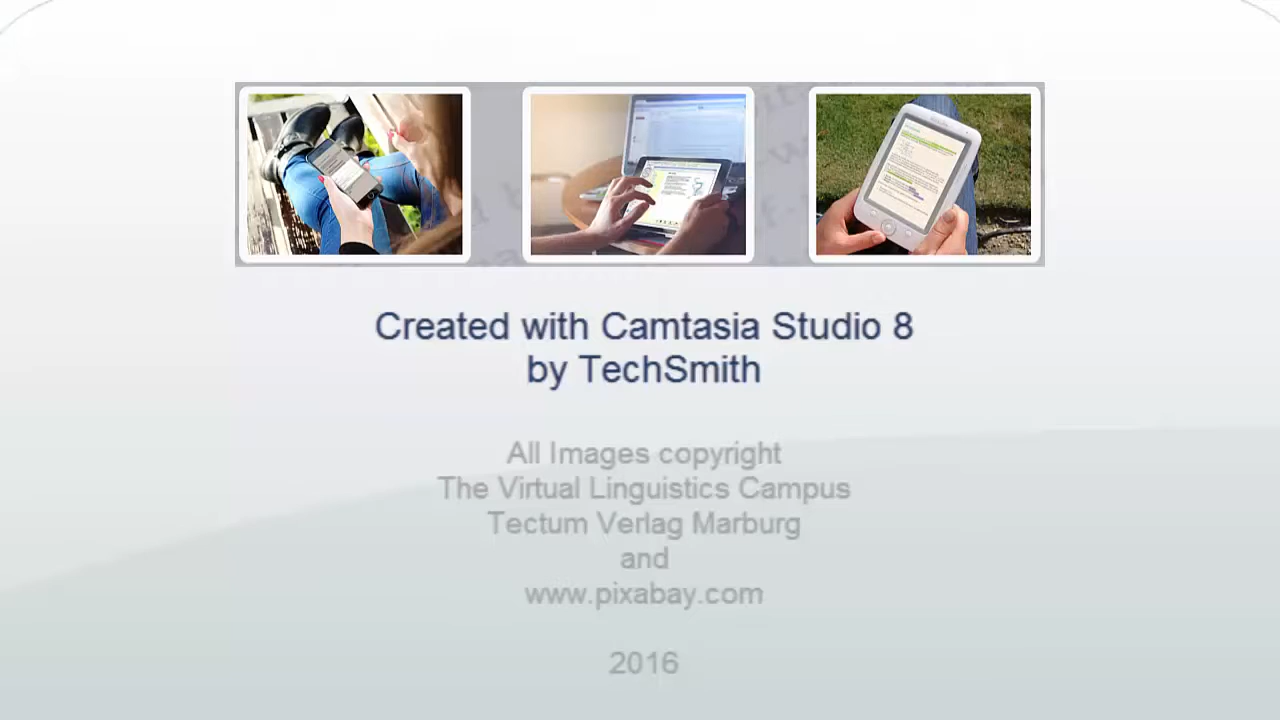 Created with Camtasia Studio 8
by TechSmith
All Images copyright
The Virtual Linguistics Campus
Tectum Verlag Marburg
and
www.pixabay.com
2016